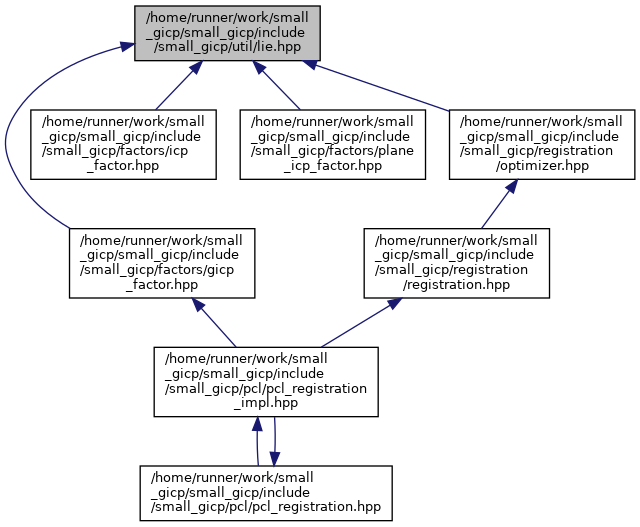 /home/runner/work/small
_gicp/small_gicp/include
/small_gicp/util/lie.hpp
/home/runner/work/small
_gicp/small_gicp/include
/small_gicp/factors/icp
_factor.hpp
/home/runner/work/small
_gicp/small_gicp/include
/small_gicp/factors/plane
_icp_factor.hpp
/home/runner/work/small
_gicp/small_gicp/include
/small_gicp/registration
/optimizer.hpp
/home/runner/work/small
_gicp/small_gicp/include
/small_gicp/factors/gicp
_factor.hpp
/home/runner/work/small
_gicp/small_gicp/include
/small_gicp/registration
/registration.hpp
/home/runner/work/small
_gicp/small_gicp/include
/small_gicp/pcl/pcl_registration
_impl.hpp
/home/runner/work/small
_gicp/small_gicp/include
/small_gicp/pcl/pcl_registration.hpp